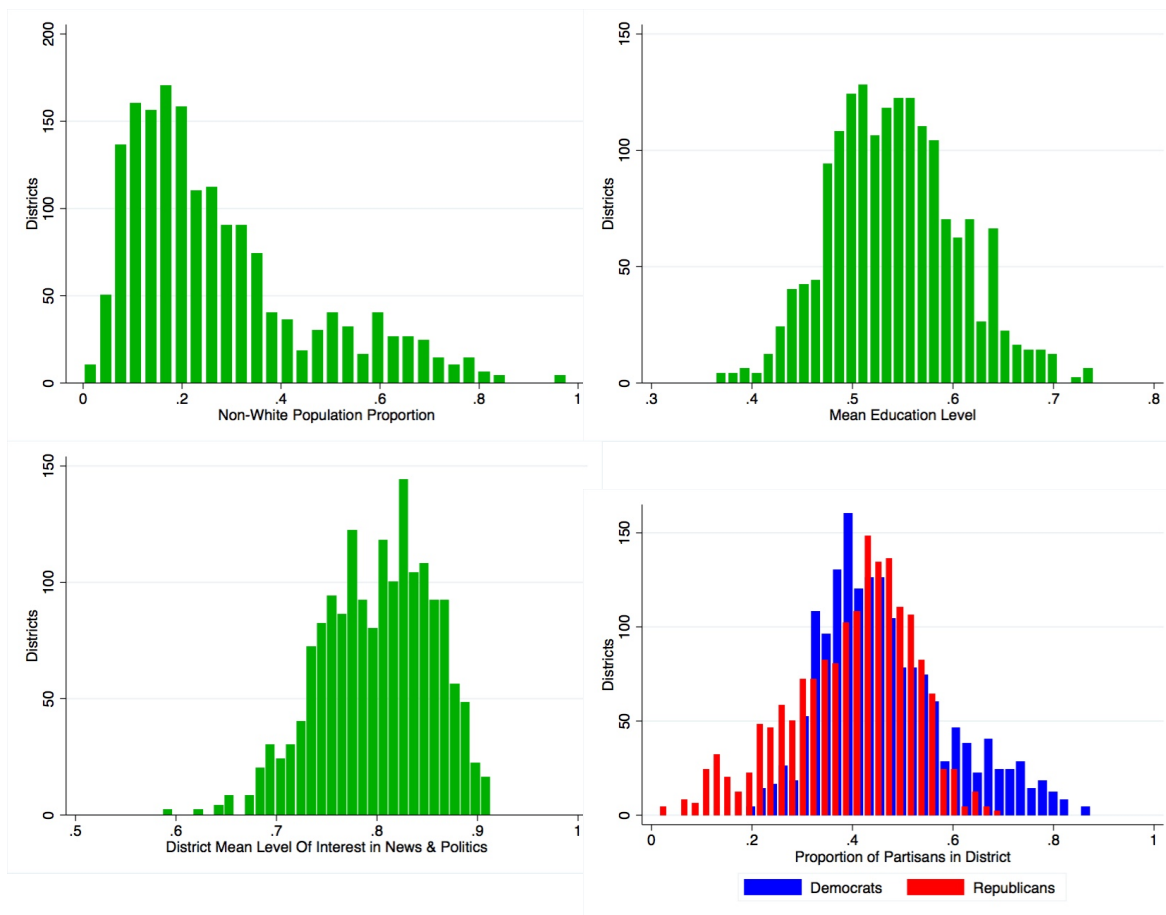 200
150
100
50
0
Districts
0 .2 .4 .6 .8 1
Non-White Population Proportion
150
100
50
0
Districts
.3 .4 .5 .6 .7 .8
Mean Education Level
150
100
50
0
Districts
.5 .6 .7 .8 .9 1
District Mean Level Of Interest in News & Politics
150
100
50
0
Districts
0 .2 .4 .6 .8 1
Proportion of Partisans in District
Democrats Republicans